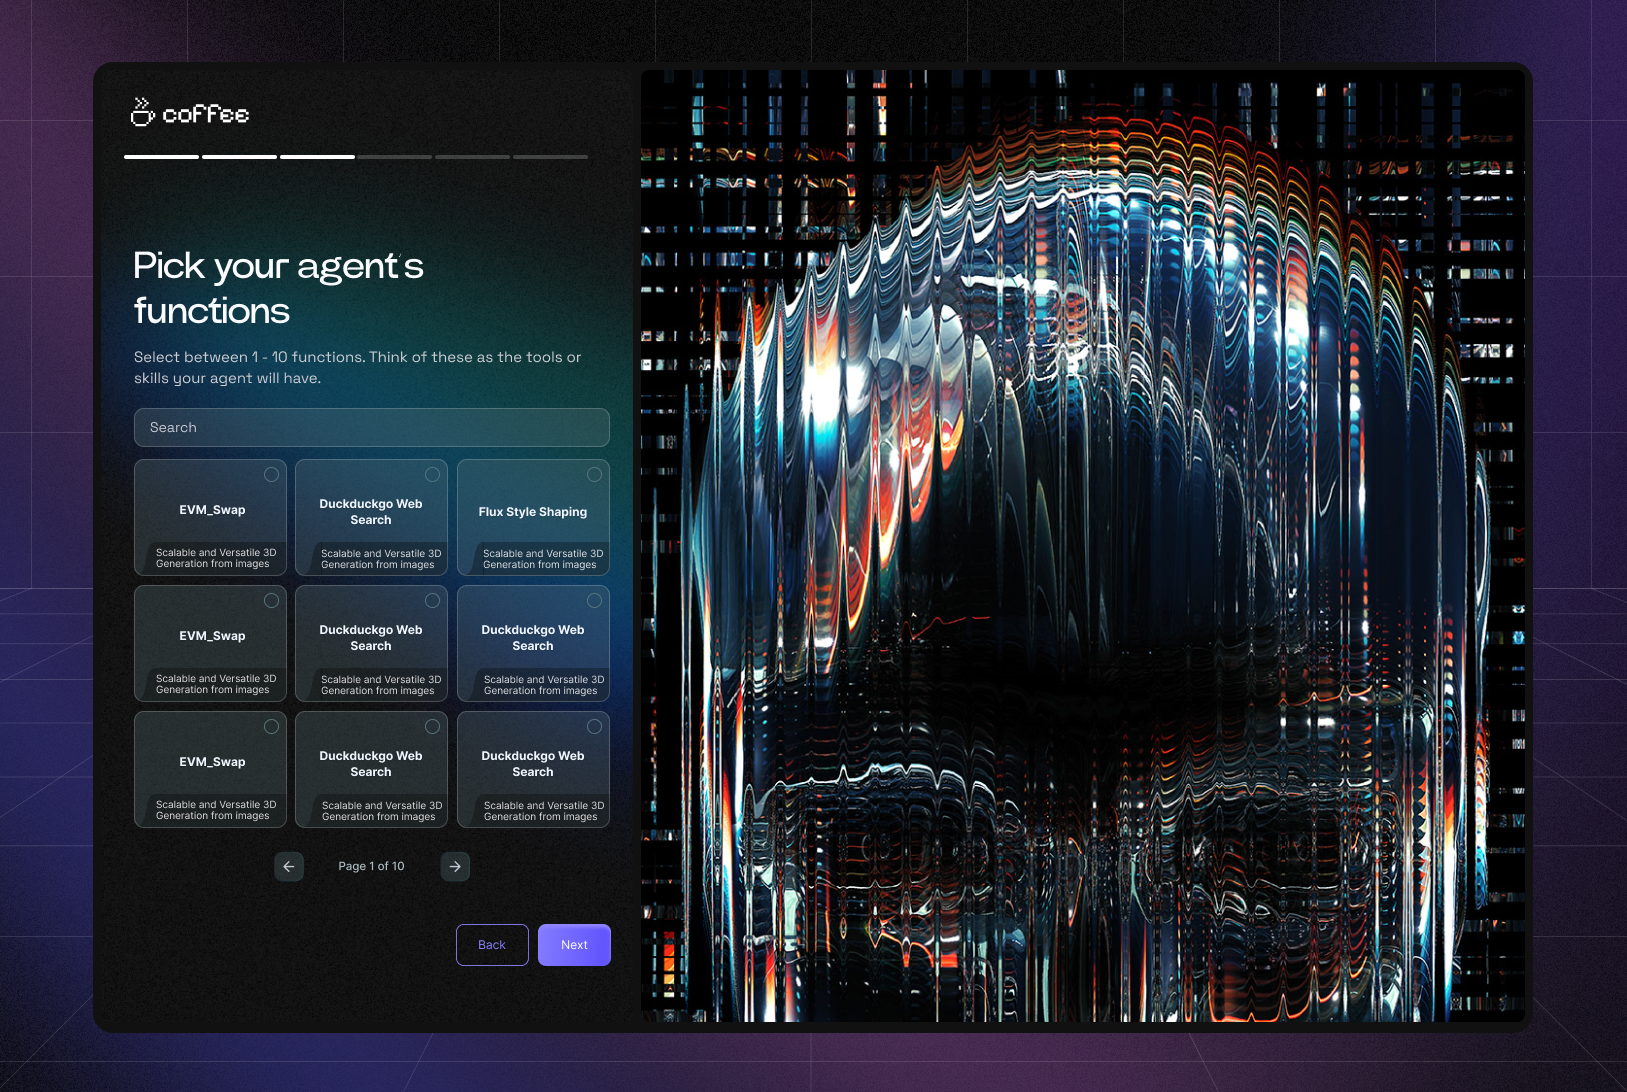 coffee
Pick your agent's
functions
Select between 1 - 10 functions. Think of these as the tools or
skills your agent will have.
Search
EVM_Swap
Scalable and Versatile 3D
Generation from images
Duckduckgo Web
Search
Scalable and Versatile 3D
Generation from images
Flux Style Shaping
Scalable and Versatile 3D
Generation from images
EVM_Swap
Scalable and Versatile 3D
Generation from images
Duckduckgo Web
Search
Scalable and Versatile 3D
Generation from images
Duckduckgo Web
Search
Scalable and Versatile 3D
Generation from images
EVM_Swap
Scalable and Versatile 3D
Generation from images
Duckduckgo Web
Search
Scalable and Versatile 3D
Generation from images
Duckduckgo Web
Search
Scalable and Versatile 3D
Generation from images
Page 1 of 10
Back
Next